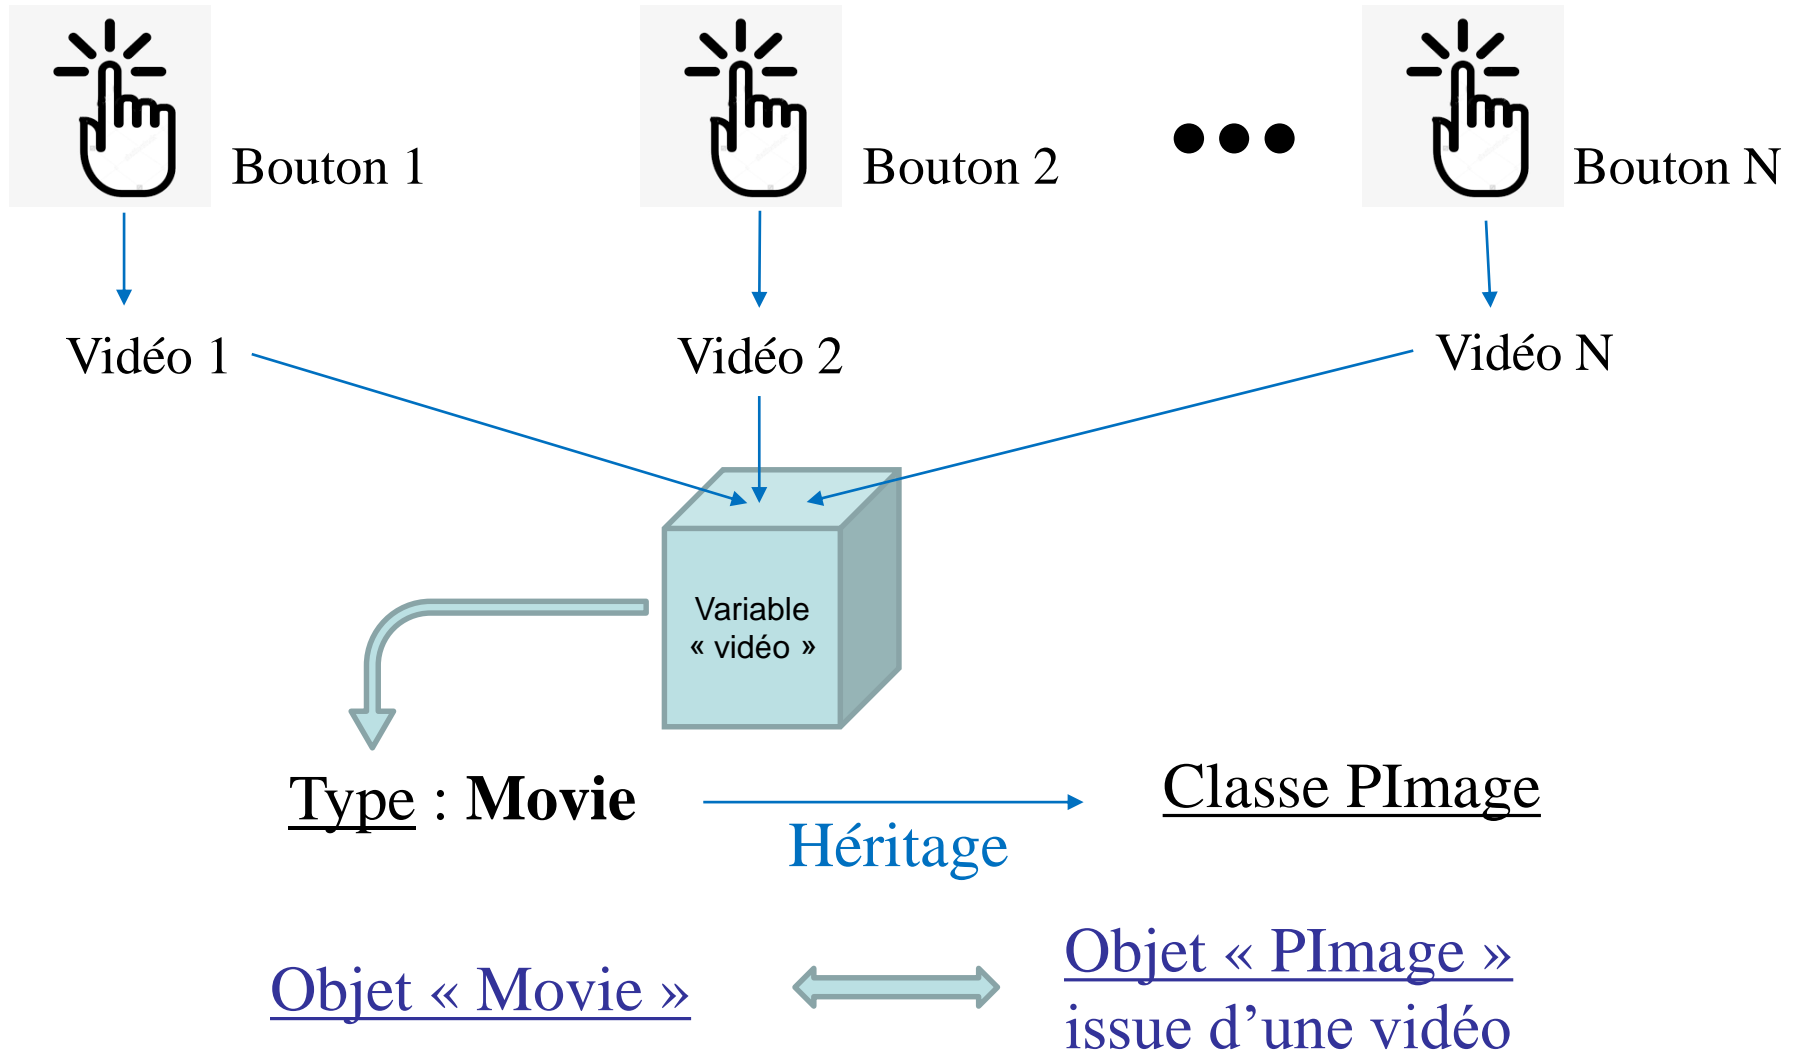 Bouton 1
Bouton 2
Bouton N
Vidéo 1
Vidéo 2
Vidéo N
Variable
« vidéo »
Type : Movie
Héritage
Classe PImage
Objet « Movie »
Objet « PImage »
issue d’une vidéo